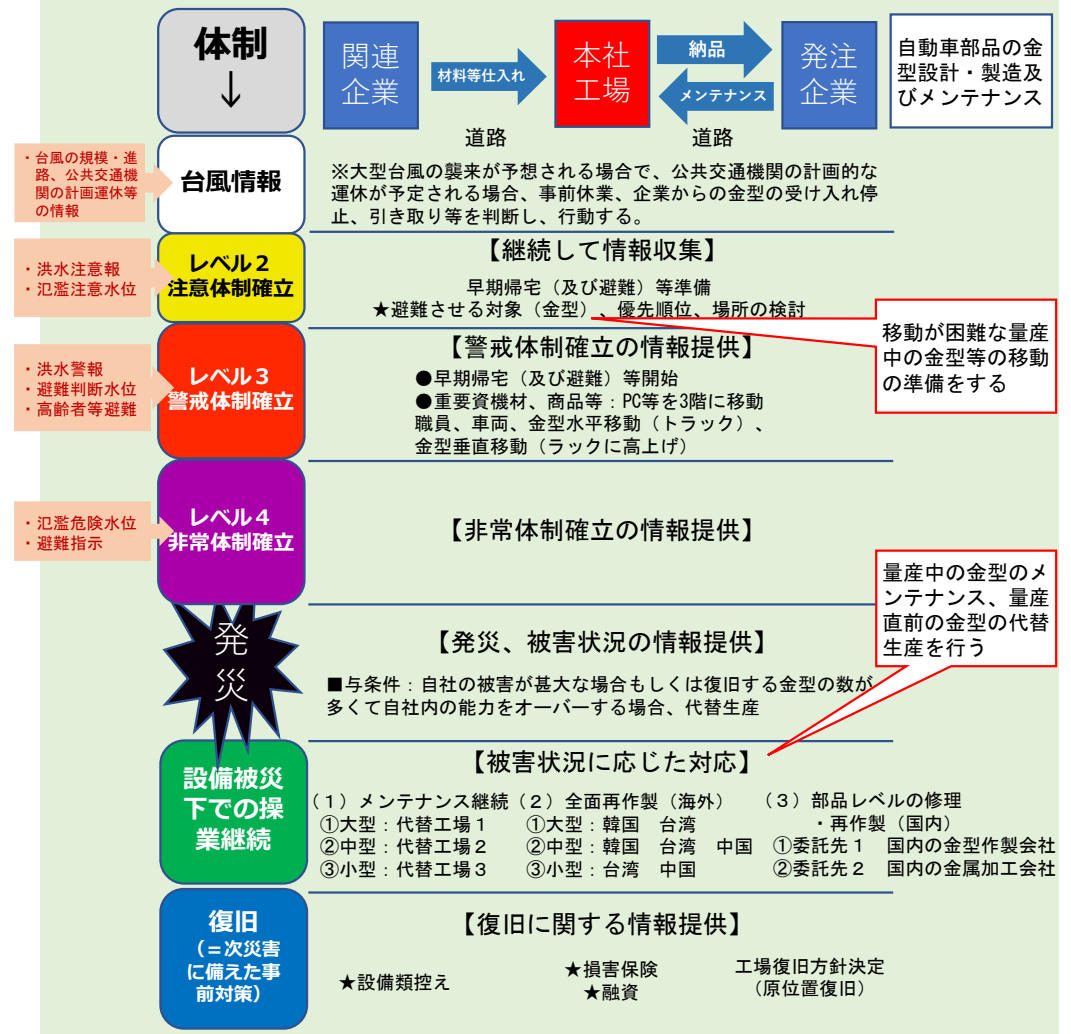 体制
↓
関連
企業
材料等仕入れ
本社
工場
納品
メンテナンス
発注
企業
自動車部品の金
型設計・製造及
びメンテナンス
道路
道路
・台風の規模・進
路、公共交通機
関の計画運休等
の情報
台風情報
※大型台風の襲来が予想される場合で、公共交通機関の計画的な
運休が予定される場合、事前休業、企業からの金型の受け入れ停
止、引き取り等を判断し、行動する。
・洪水注意報
・氾濫注意水位
レベル２
注意体制確立
【継続して情報収集】
早期帰宅（及び避難）等準備
★避難させる対象（金型）、優先順位、場所の検討
移動が困難な量産
中の金型等の移動
の準備をする
・洪水警報
・避難判断水位
・高齢者等避難
レベル３
警戒体制確立
【警戒体制確立の情報提供】
●早期帰宅（及び避難）等開始
●重要資機材、商品等：PC等を3階に移動
職員、車両、金型水平移動（トラック）、
金型垂直移動（ラックに高上げ）
・氾濫危険水位
・避難指示
レベル４
非常体制確立
【非常体制確立の情報提供】
量産中の金型のメ
ンテナンス、量産
直前の金型の代替
生産を行う
発
災
【発災、被害状況の情報提供】
■与条件：自社の被害が甚大な場合もしくは復旧する金型の数が
多くて自社内の能力をオーバーする場合、代替生産
設備被災
下での操
業継続
【被害状況に応じた対応】
（１）メンテナンス継続
①大型：代替工場１
②中型：代替工場２
③小型：代替工場３
（２）全面再作製（海外）
①大型：韓国　台湾
②中型：韓国　台湾　中国
③小型：台湾　中国
（３）部品レベルの修理
・再作製（国内）
①委託先１　国内の金型作製会社
②委託先２　国内の金属加工会社
復旧
（＝次災害
に備えた事
前対策）
【復旧に関する情報提供】
★設備類控え
★損害保険
★融資
工場復旧方針決定
（原位置復旧）